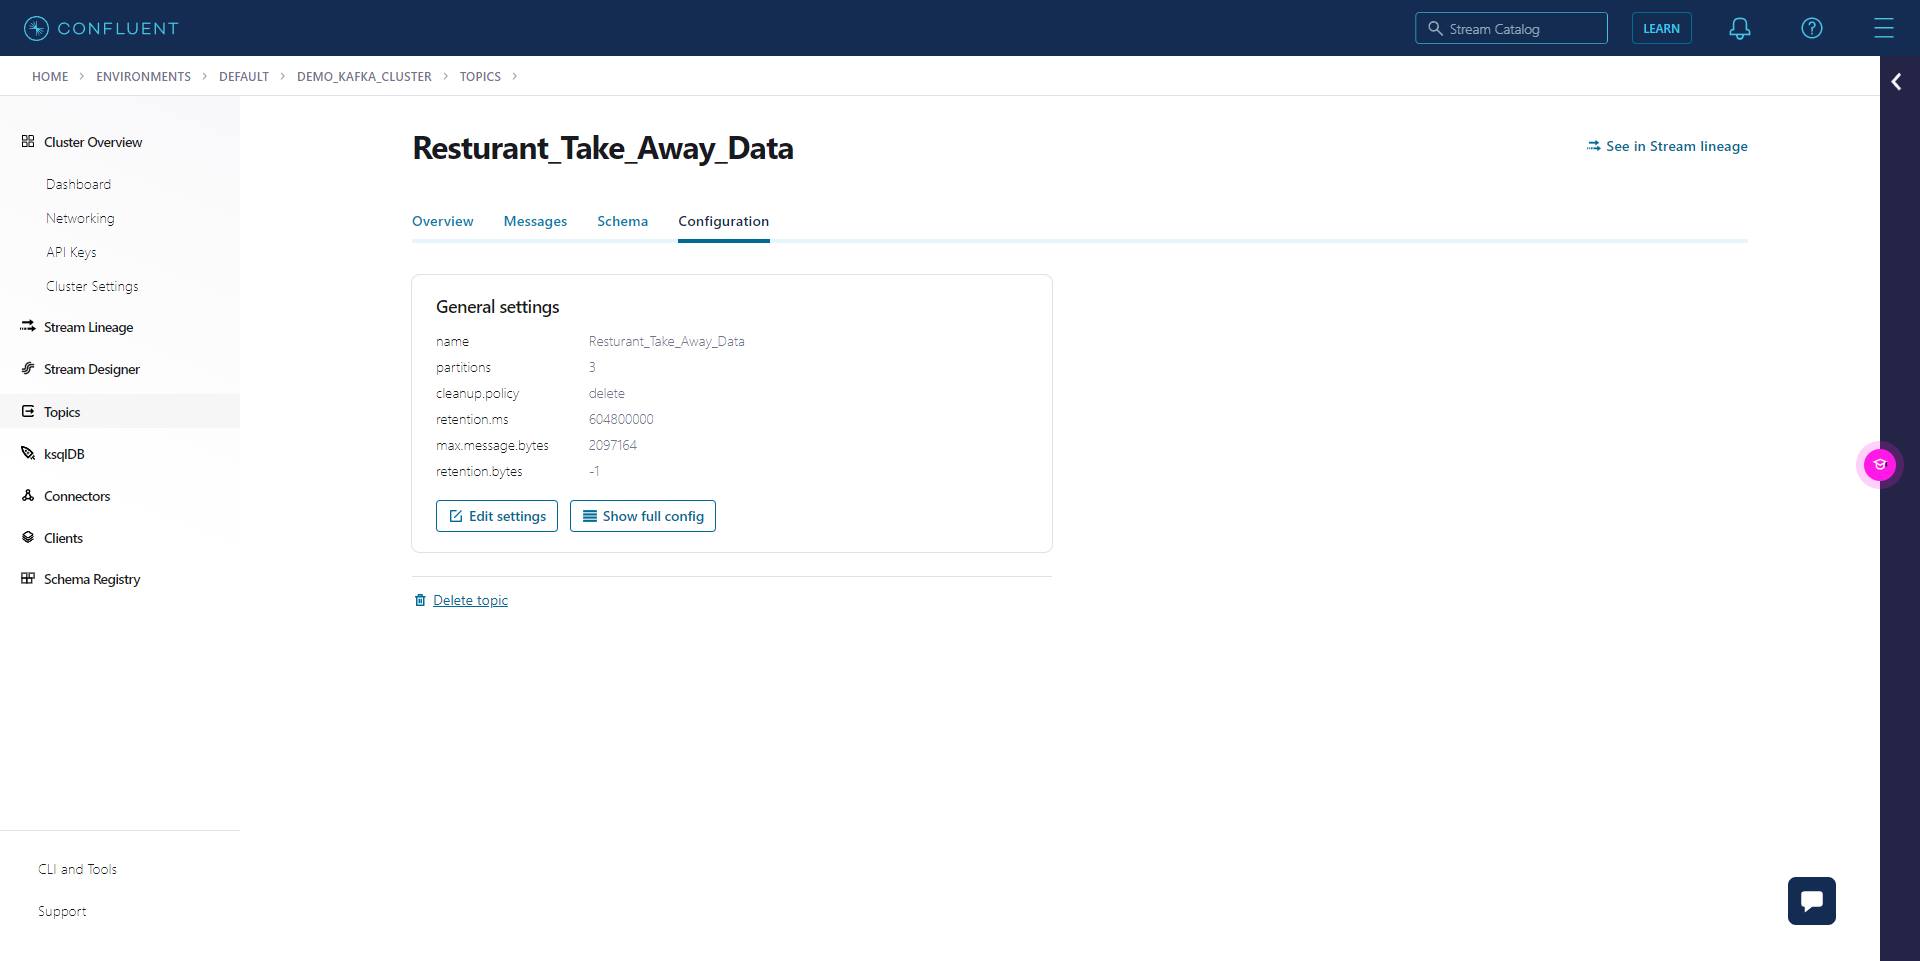 CONFLUENT
Stream Catalog
LEARN
HOME > ENVIRONMENTS > DEFAULT > DEMO_KAFKA_CLUSTER > TOPICS >
Cluster Overview
Dashboard
Networking
API Keys
Cluster Settings
Stream Lineage
Stream Designer
Topics
ksqlDB
Connectors
Clients
Schema Registry
CLI and Tools
Support
Resturant_Take_Away_Data
See in Stream lineage
Overview Messages Schema Configuration
General settings
name Resturant_Take_Away_Data
partitions 3
cleanup.policy delete
retention.ms 604800000
max.message.bytes 2097164
retention.bytes -1
Edit settings Show full config
Delete topic